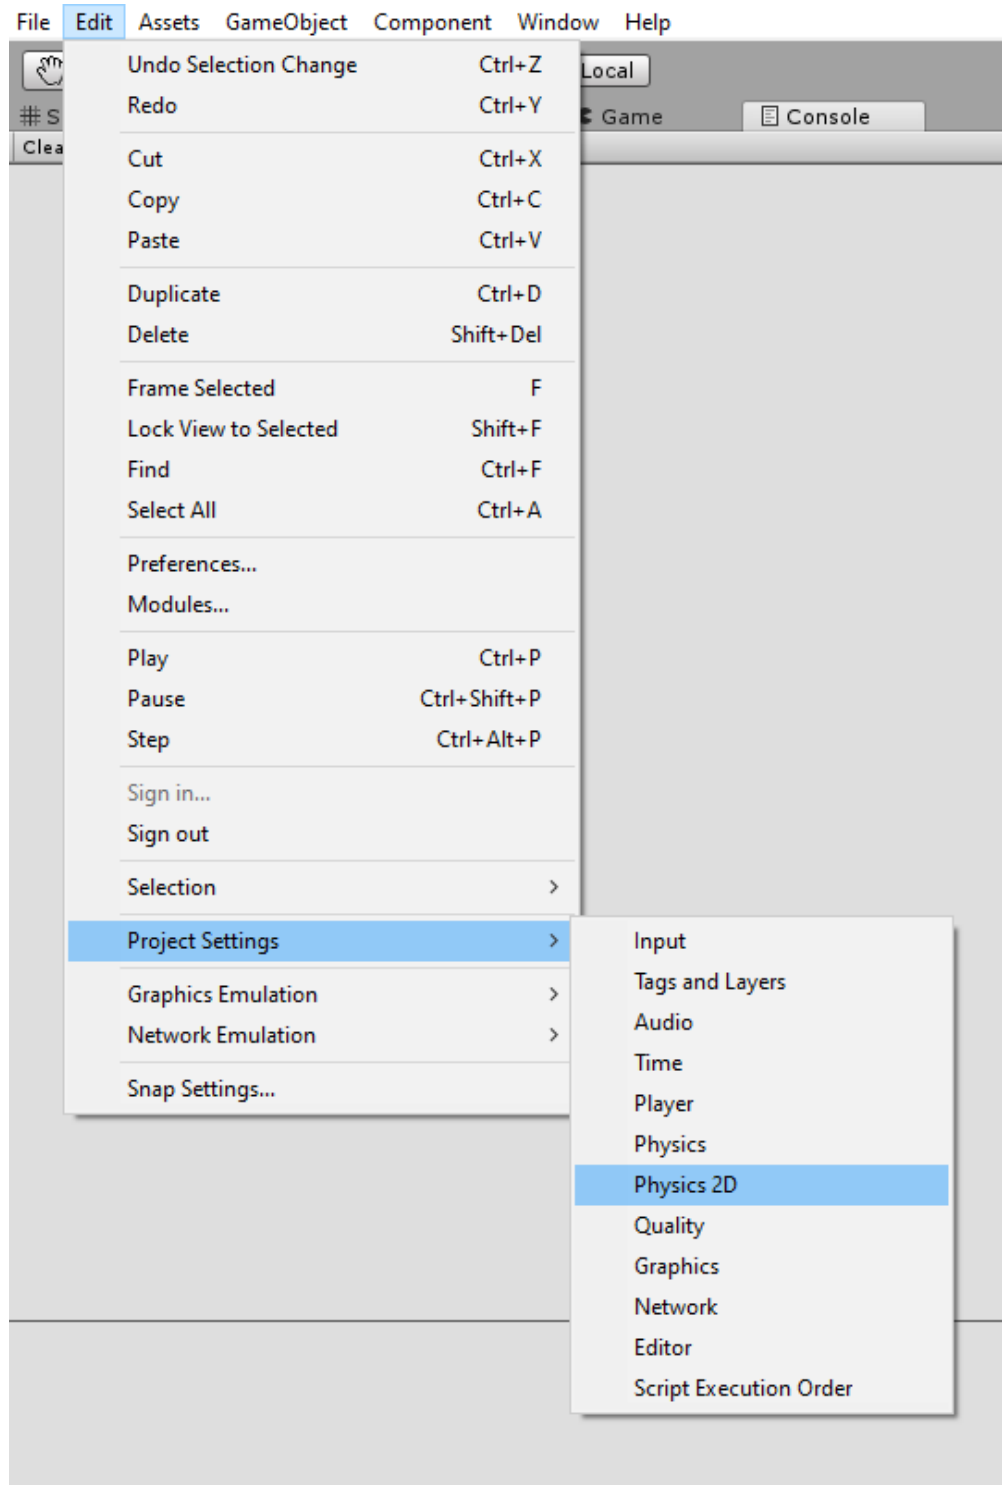 File Edit Assets GameObject Component Window Help
Local
# S
Game
Console
Clea
Undo Selection Change Ctrl+Z
Redo Ctrl+Y
Cut Ctrl+X
Copy Ctrl+C
Paste Ctrl+V
Duplicate Ctrl+D
Delete Shift+Del
Frame Selected F
Lock View to Selected Shift+F
Find Ctrl+F
Select All Ctrl+A
Preferences...
Modules...
Play Ctrl+P
Pause Ctrl+Shift+P
Step Ctrl+Alt+P
Sign in...
Sign out
Selection >
Project Settings >
Graphics Emulation >
Network Emulation >
Snap Settings...
Input
Tags and Layers
Audio
Time
Player
Physics
Physics 2D
Quality
Graphics
Network
Editor
Script Execution Order